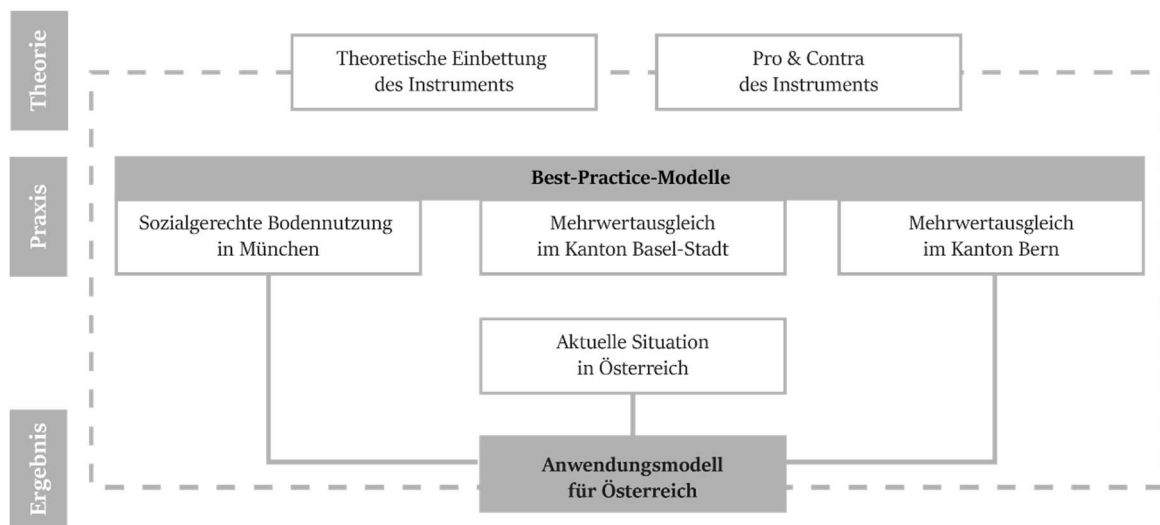 Theorie
Theoretische Einbettung
des Instruments
Pro & Contra
des Instruments
Praxis
Best-Practice-Modelle
Sozialgerechte Bodennutzung
in München
Mehrwertausgleich
im Kanton Basel-Stadt
Mehrwertausgleich
im Kanton Bern
Aktuelle Situation
in Österreich
Ergebnis
Anwendungsmodell
für Österreich